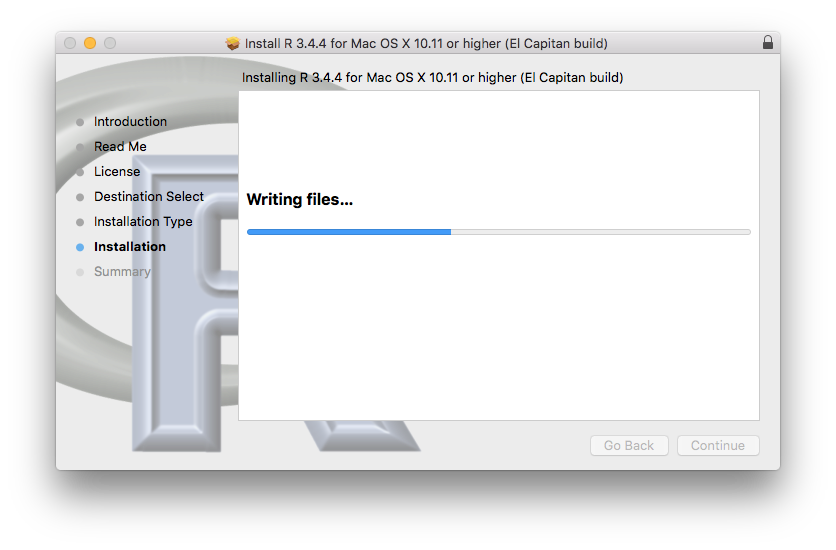 Install R 3.4.4 for Mac OS X 10.11 or higher (El Capitan build)
Installing R 3.4.4 for Mac OS X 10.11 or higher (El Capitan build)
Introduction
Read Me
License
Destination Select
Installation Type
Installation
Summary
Writing files...
R
Go Back
Continue